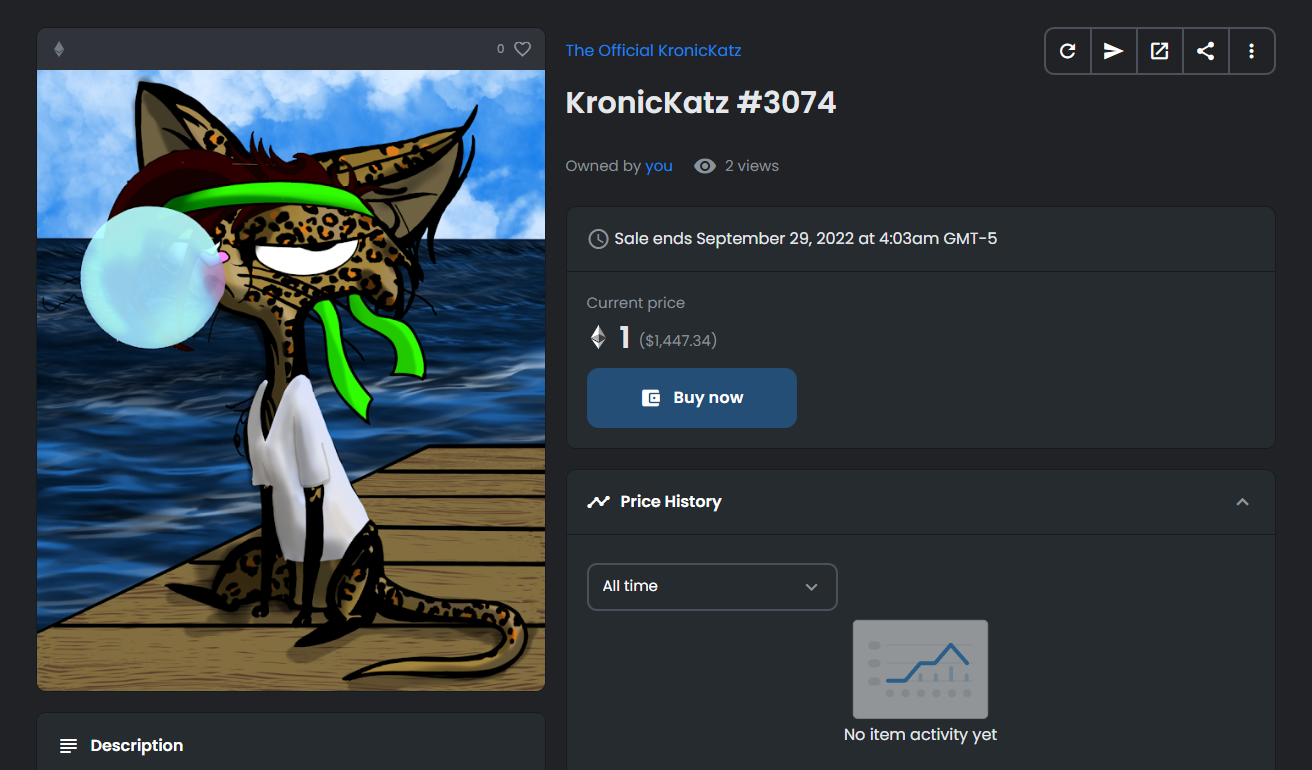 0
The Official KronicKatz
KronicKatz #3074
Owned by you 2 views
Sale ends September 29, 2022 at 4:03am GMT-5
Current price
1 ($1,447.34)
Buy now
Price History
All time
No item activity yet
Description